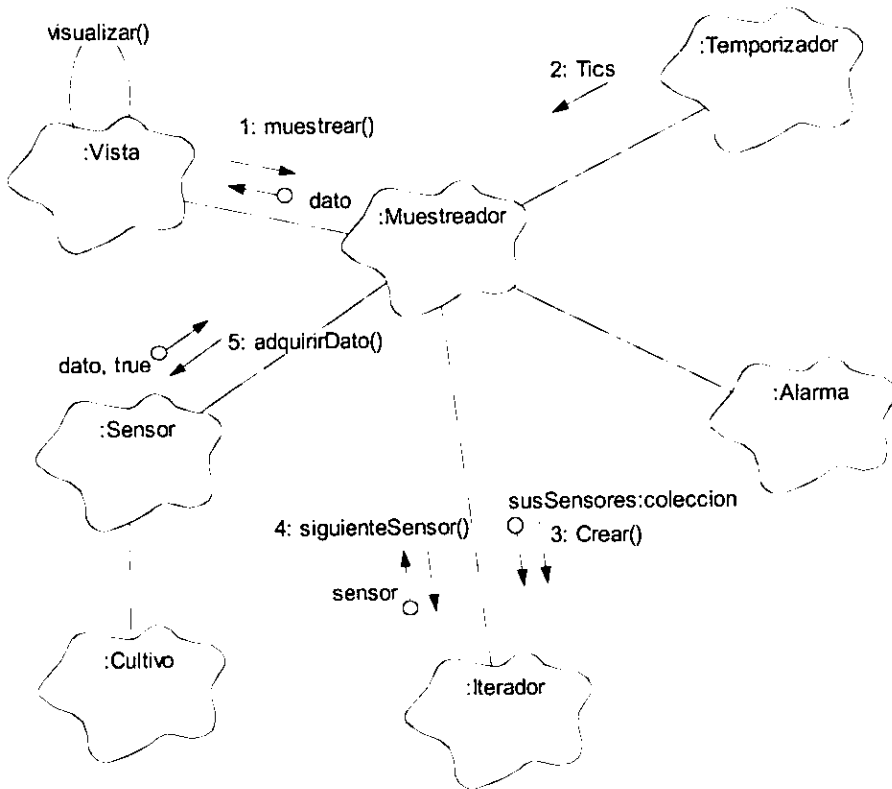 visualizar()
:Temporizador
2: Tics
1: muestrear()
:Vista
dato
:Muestreador
5: adquirirDato()
dato, true
:Alarma
:Sensor
susSensores:coleccion
4: siguienteSensor()
3: Crear()
sensor
:Cultivo
:Iterador